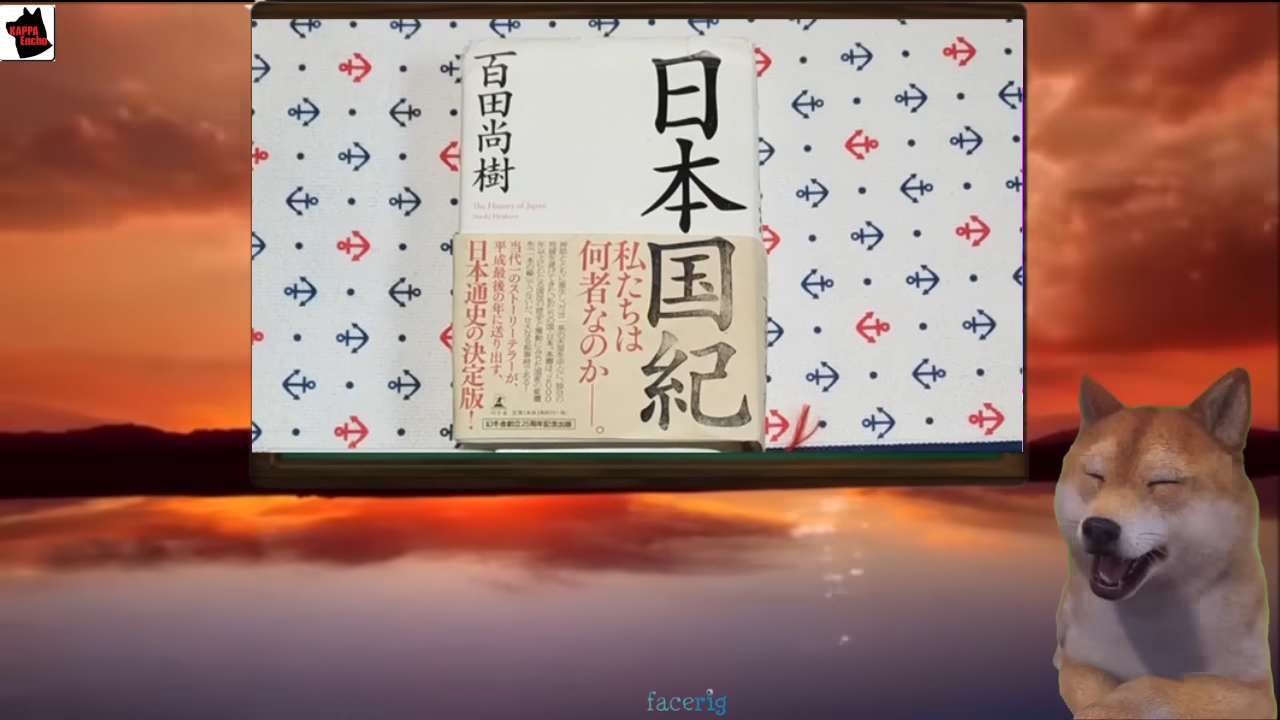 KAPPA
Encho
日本国紀
百田尚樹
The History of Japan
Naoki Hyakuta
私たちは
何者なのか――。
当代一のストーリーテラーが、
平成最後の年に送り出す、
日本通史の決定版！
幻冬舎創立25周年記念出版
facerig